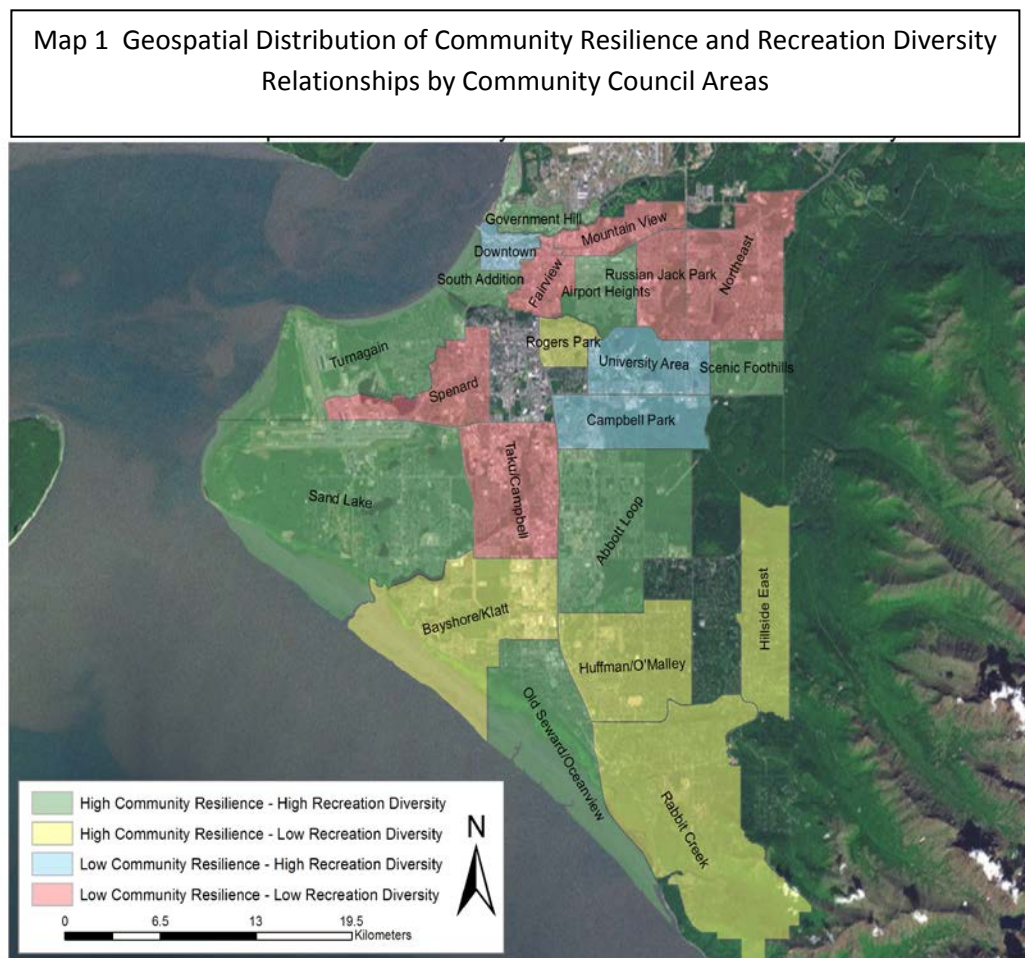 Map 1 Geospatial Distribution of Community Resilience and Recreation Diversity
Relationships by Community Council Areas
Government Hill
Mountain View
Downtown
Northeast
South Addition
Fairview
Russian Jack Park
Airport Heights
Rogers Park
Turnagain
University Area
Scenic Foothills
Spenard
Campbell Park
Sand Lake
Taku/Campbell
Abbott Loop
Hillside East
Bayshore/Klatt
Huffman/O'Malley
Old Seward/Oceanview
Rabbit Creek
High Community Resilience - High Recreation Diversity
High Community Resilience - Low Recreation Diversity
Low Community Resilience - High Recreation Diversity
Low Community Resilience - Low Recreation Diversity
N
0 6.5 13 19.5
Kilometers